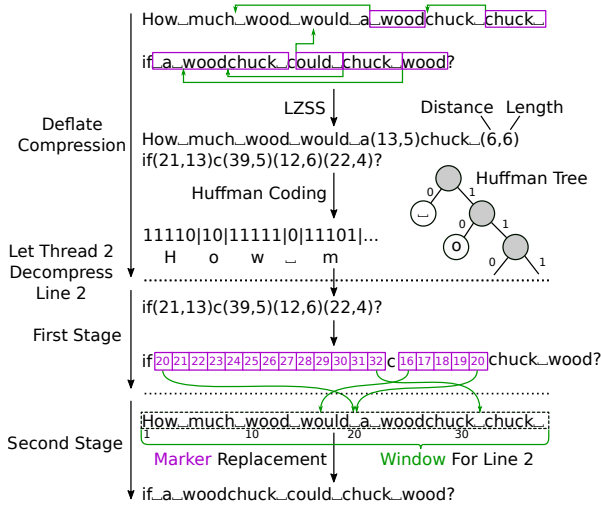 How␣much␣wood␣would␣a␣woodchuck␣chuck␣
if␣a␣woodchuck␣could␣chuck␣wood?
LZSS
Distance Length
Deflate
Compression
How␣much␣wood␣would␣a(13,5)chuck␣(6,6)
if(21,13)c(39,5)(12,6)(22,4)?
Huffman Coding
Huffman Tree
0 1
␣
0 1
o
0 1
11110|10|11111|0|11101|...
H o w ␣ m
Let Thread 2
Decompress
Line 2
if(21,13)c(39,5)(12,6)(22,4)?
First Stage
if 20 21 22 23 24 25 26 27 28 29 30 31 32 c 16 17 18 19 20 chuck␣wood?
How␣much␣wood␣would␣a␣woodchuck␣chuck␣
1 10 20 30
Second Stage
Marker Replacement Window For Line 2
if␣a␣woodchuck␣could␣chuck␣wood?